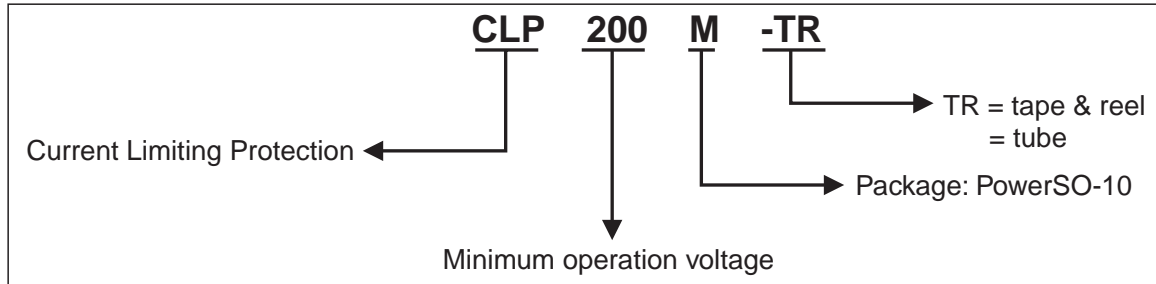 CLP 200 M -TR
TR = tape & reel
= tube
Current Limiting Protection
Package: PowerSO-10
Minimum operation voltage